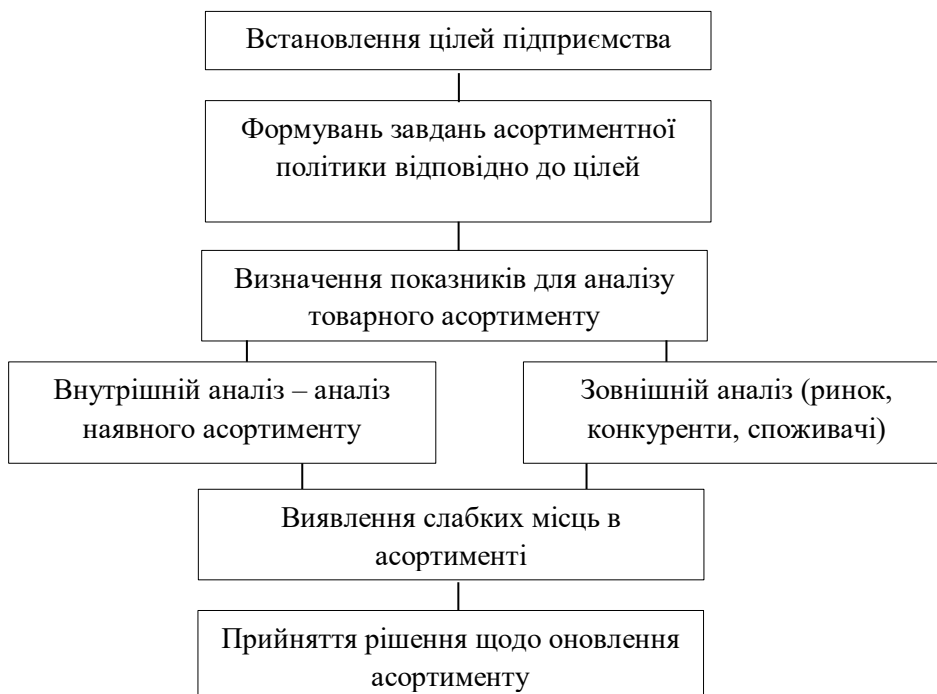 Встановлення цілей підприємства
Формувань завдань асортиментної
політики відповідно до цілей
Визначення показників для аналізу
товарного асортименту
Внутрішній аналіз – аналіз
наявного асортименту
Зовнішній аналіз (ринок,
конкуренти, споживачі)
Виявлення слабких місць в
асортименті
Прийняття рішення щодо оновлення
асортименту